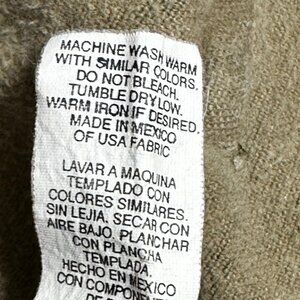 MACHINE WASH WARM
WITH SIMILAR COLORS.
DO NOT BLEACH.
TUMBLE DRY LOW.
WARM IRON IF DESIRED.
MADE IN MEXICO
OF USA FABRIC
LAVAR A MAQUINA
TEMPLADO CON
COLORES SIMILARES.
SIN LEJIA. SECAR CON
AIRE BAJO. PLANCHAR
CON PLANCHA
TEMPLADA.
HECHO EN MEXICO
CON COMPONENTE